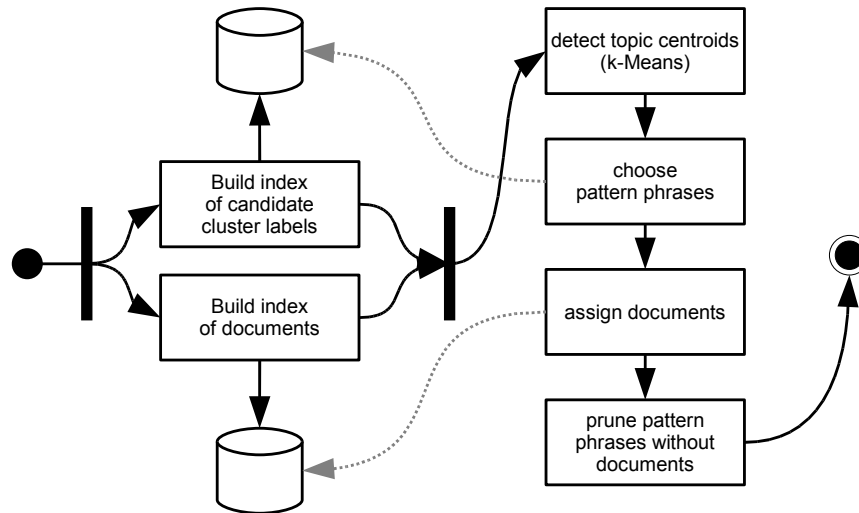 Build index
of candidate
cluster labels
Build index
of documents
detect topic centroids
(k-Means)
choose
pattern phrases
assign documents
prune pattern
phrases without
documents